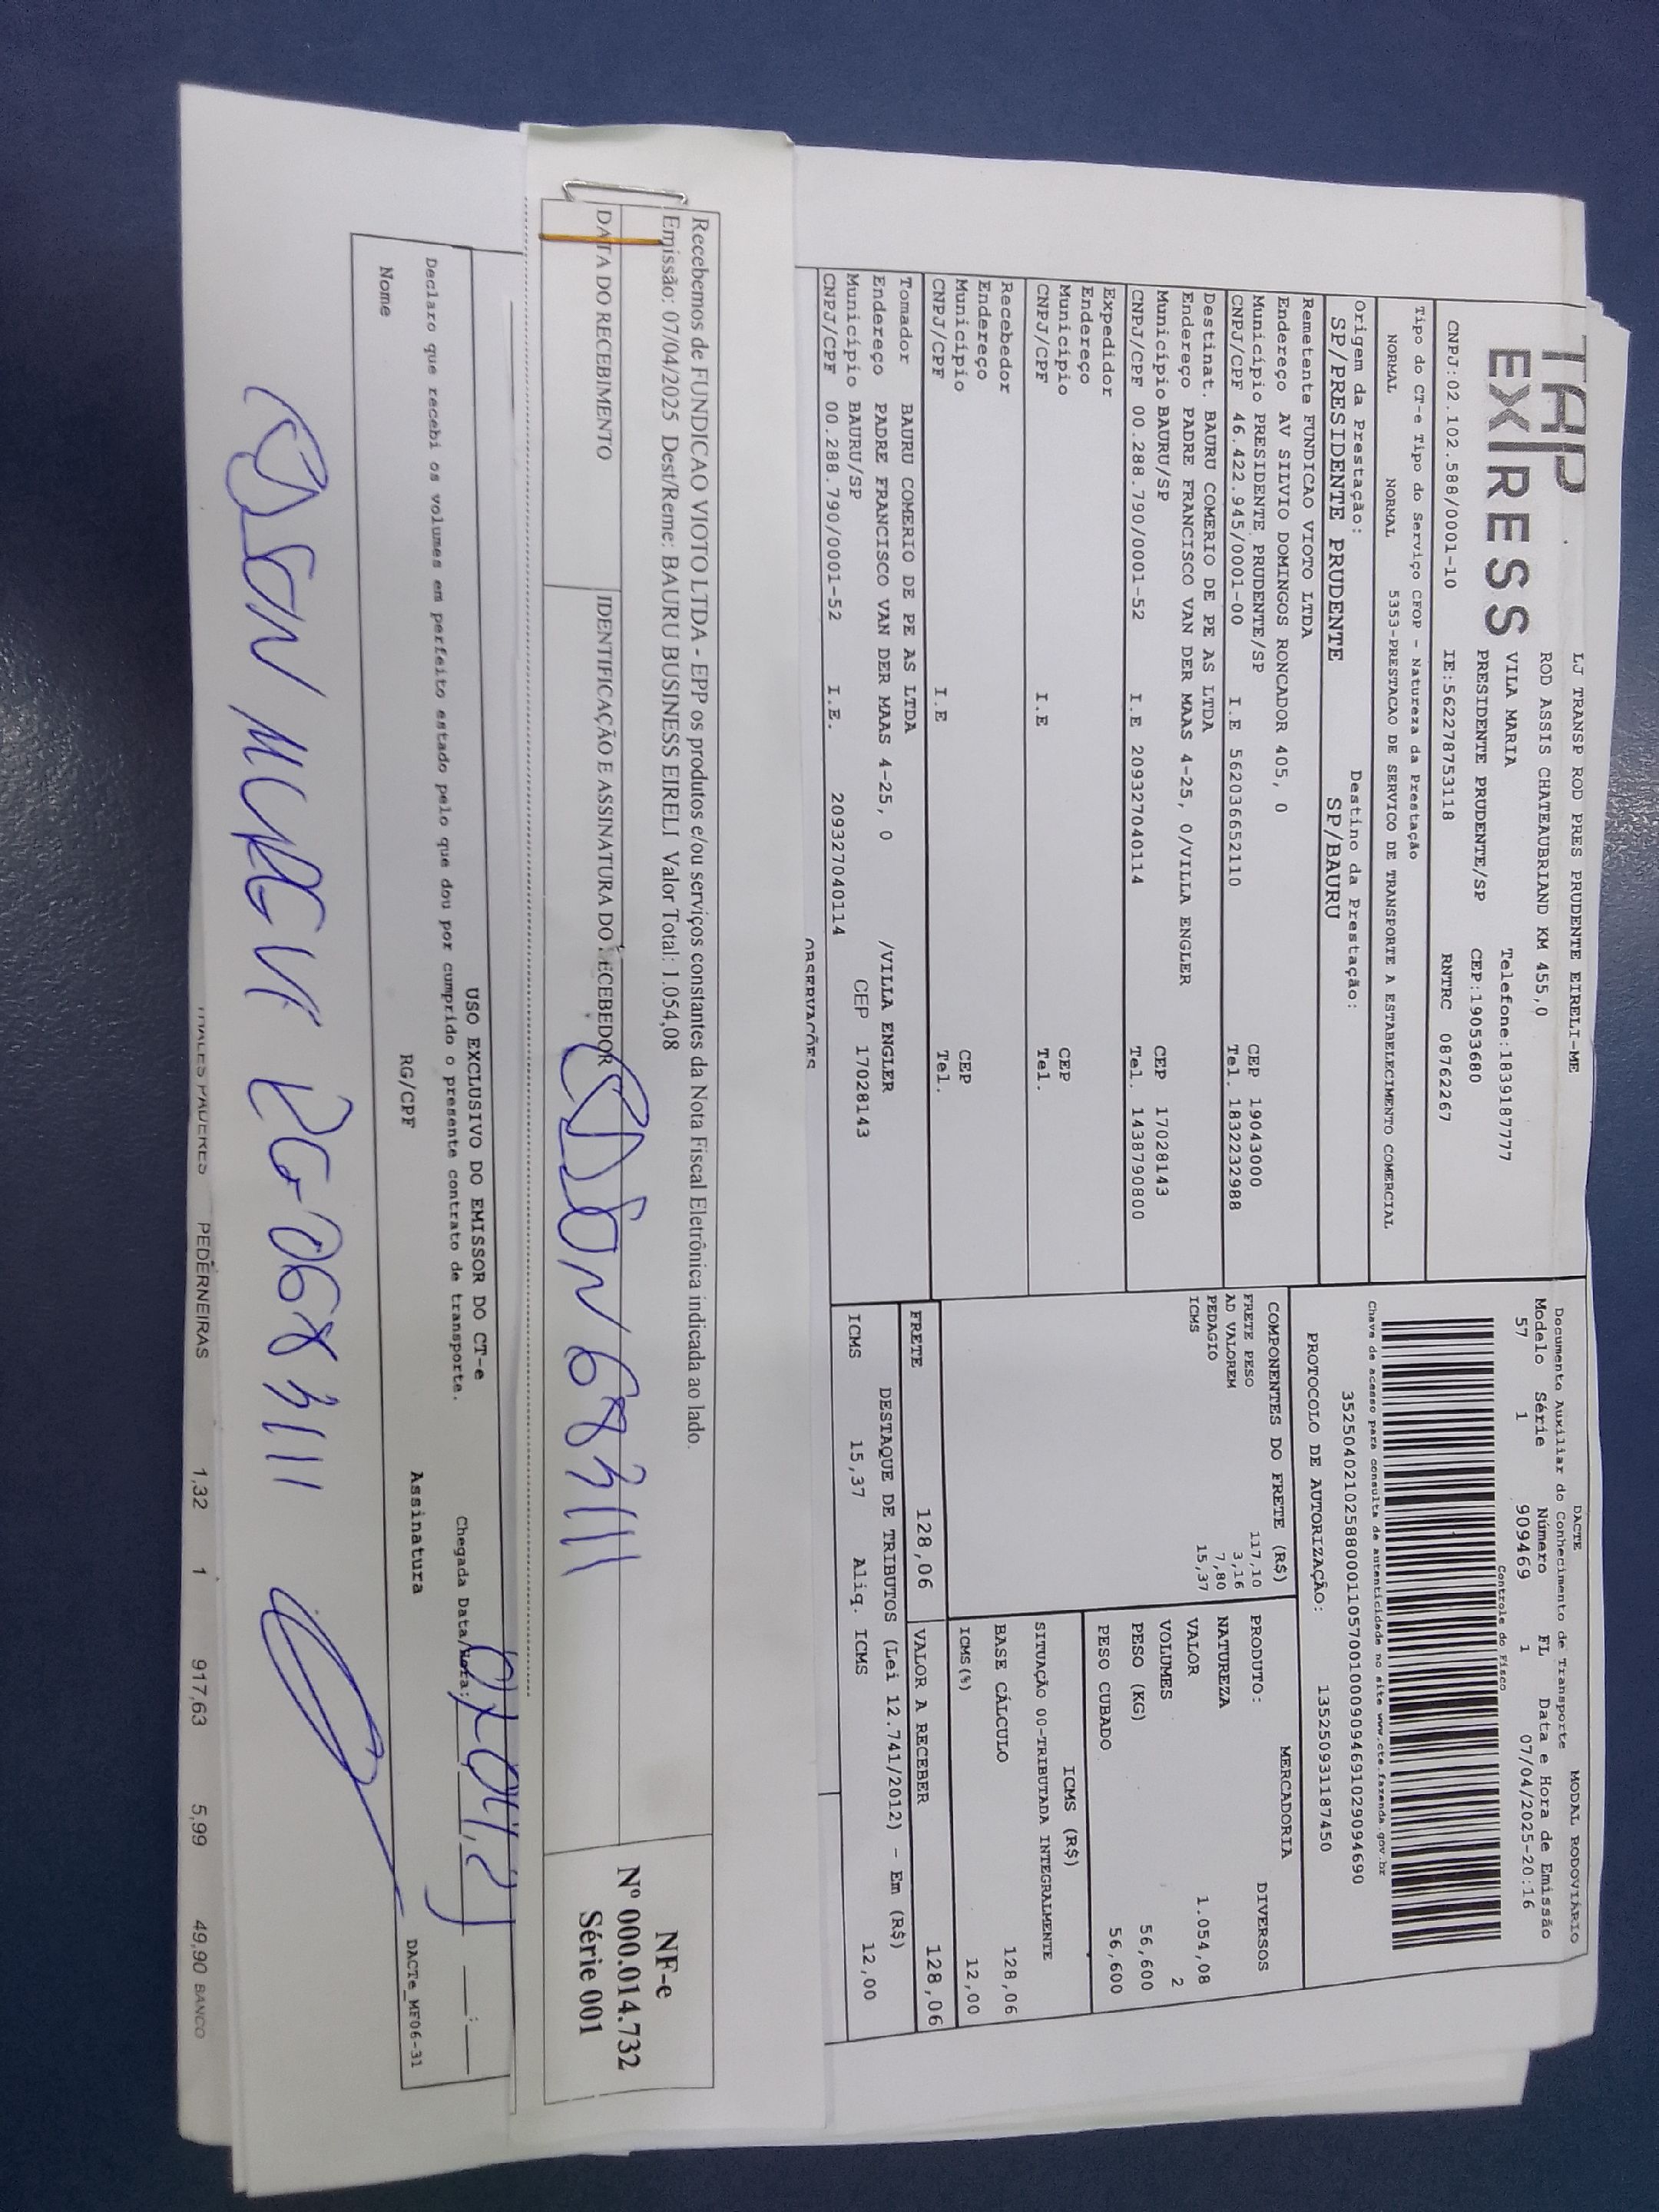 TAP
EXPRESS
LJ TRANSP ROD PRES PRUDENTE EIRELI-ME
ROD ASSIS CHATEAUBRIAND KM 455,0
VILA MARIA Telefone:1839187777
PRESIDENTE PRUDENTE/SP CEP:19053680
CNPJ:02.102.588/0001-10 IE:562278753118 RNTRC 08762267
Tipo do CT-e Tipo do Serviço CFOP - Natureza da Prestação
NORMAL NORMAL 5353-PRESTACAO DE SERVICO DE TRANSPORTE A ESTABELECIMENTO COMERCIAL
Origem da Prestação: Destino da Prestação:
SP/PRESIDENTE PRUDENTE SP/BAURU
Remetente FUNDICAO VIOTO LTDA
Endereço AV SILVIO DOMINGOS RONCADOR 405, 0
Município PRESIDENTE PRUDENTE/SP CEP 19043000
CNPJ/CPF 46.422.945/0001-00 I.E 562036652110 Tel. 1832232988
Destinat. BAURU COMERIO DE PE AS LTDA
Endereço PADRE FRANCISCO VAN DER MAAS 4-25, 0/VILLA ENGLER
Município BAURU/SP CEP 17028143
CNPJ/CPF 00.288.790/0001-52 I.E 209327040114 Tel. 143879080­0
Expedidor
Endereço
Município CEP
CNPJ/CPF I.E Tel.
Recebedor
Endereço
Município CEP
CNPJ/CPF I.E Tel.
Tomador BAURU COMERIO DE PE AS LTDA
Endereço PADRE FRANCISCO VAN DER MAAS 4-25, 0 /VILLA ENGLER
Município BAURU/SP CEP 17028143
CNPJ/CPF 00.288.790/0001-52 I.E. 209327040114
OBSERVAÇÕES
DACTE MODAL RODOVIÁRIO
Documento Auxiliar do Conhecimento de Transporte
Modelo Série Número FL Data e Hora de Emissão
57 1 909469 1 07/04/2025-20:16
Controle do Fisco
Chave de acesso para consulta de autenticidade no site www.cte.fazenda.gov.br
35250402102588000110570010009094691029094690
PROTOCOLO DE AUTORIZAÇÃO: 135250931187450
COMPONENTES DO FRETE (R$)
FRETE PESO 117,10
AD VALOREM 3,16
PEDAGIO 7,80
ICMS 15,37
MERCADORIA
PRODUTO: DIVERSOS
NATUREZA
VALOR 1.054,08
VOLUMES 2
PESO (KG) 56,600
PESO CUBADO 56,600
ICMS (R$)
SITUAÇÃO 00-TRIBUTADA INTEGRALMENTE
BASE CÁLCULO 128,06
ICMS(%) 12,00
FRETE 128,06 VALOR A RECEBER 128,06
DESTAQUE DE TRIBUTOS (Lei 12.741/2012) - Em (R$)
ICMS 15,37 Aliq. ICMS 12,00
Recebemos de FUNDICAO VIOTO LTDA - EPP os produtos e/ou serviços constantes da Nota Fiscal Eletrônica indicada ao lado.
Emissão: 07/04/2025 Dest/Reme: BAURU BUSINESS EIRELI Valor Total: 1.054,08
DATA DO RECEBIMENTO IDENTIFICAÇÃO E ASSINATURA DO ECEBEDOR
NF-e
Nº 000.014.732
Série 001
USO EXCLUSIVO DO EMISSOR DO CT-e
Declaro que recebi os volumes em perfeito estado pelo que dou por cumprido o presente contrato de transporte.
Chegada Data/Hora:
Nome RG/CPF Assinatura
DACTe_MF06-31
PEDERNEIRAS 1,32 1 917,63 5,99 49,90 BANCO